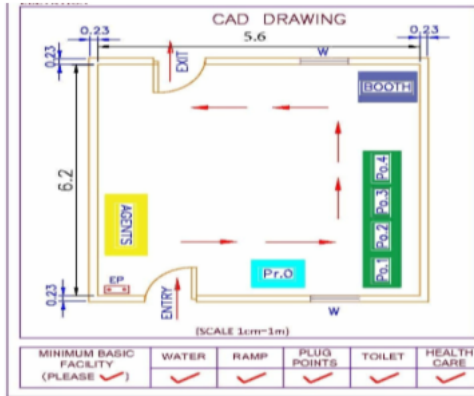 CAD DRAWING
0.23
5.6
0.23
0.23
EXIT
W
BOOTH
6.2
AGENTS
Po.4
Po.3
Po.2
Po.1
Pr.O
EP
ENTRY
0.23
W
(SCALE 1cm-1m)
MINIMUM BASIC FACILITY (PLEASE ✓)
WATER
RAMP
PLUG POINTS
TOILET
HEALTH CARE